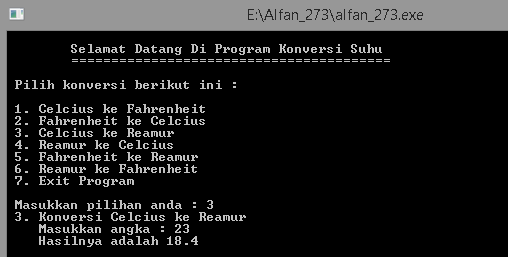 E:\Alfan_273\alfan_273.exe
Selamat Datang Di Program Konversi Suhu
========================================
Pilih konversi berikut ini :
1. Celcius ke Fahrenheit
2. Fahrenheit ke Celcius
3. Celcius ke Reamur
4. Reamur ke Celcius
5. Fahrenheit ke Reamur
6. Reamur ke Fahrenheit
7. Exit Program
Masukkan pilihan anda : 3
3. Konversi Celcius ke Reamur
Masukkan angka : 23
Hasilnya adalah 18.4